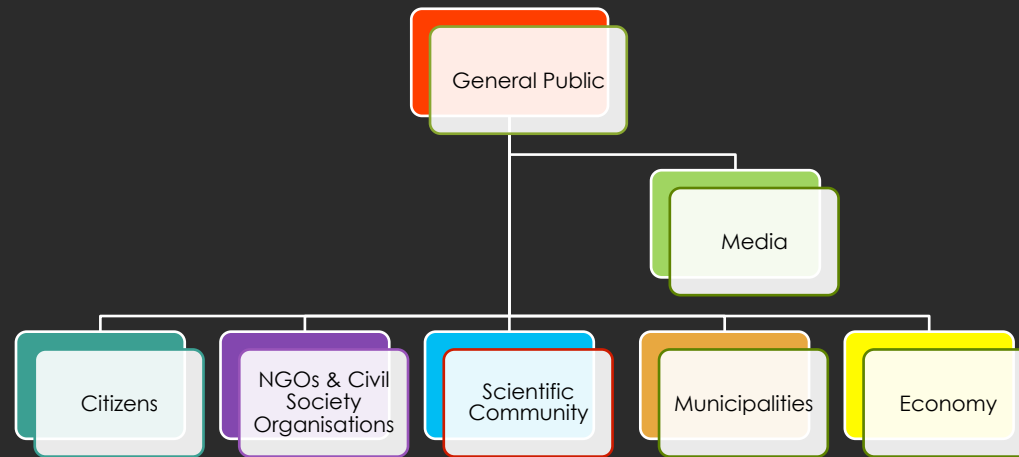 General Public
Media
Citizens
NGOs & Civil
Society
Organisations
Scientific
Community
Municipalities
Economy